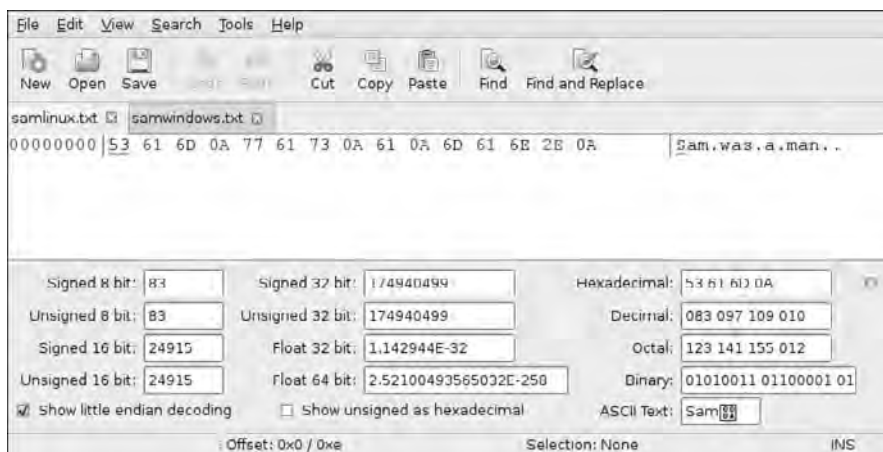 File Edit View Search Tools Help
New Open Save Cut Copy Paste Find Find and Replace
samlinux.txt samwindows.txt
00000000 53 61 6D 0A 77 61 73 0A 61 0A 6D 61 6E 2E 0A Sam.was.a.man..
Signed 8 bit: 83 Signed 32 bit: 174940499 Hexadecimal: 53 61 6D 0A
Unsigned 8 bit: 83 Unsigned 32 bit: 174940499 Decimal: 083 097 109 010
Signed 16 bit: 24915 Float 32 bit: 1.142944E-32 Octal: 123 141 155 012
Unsigned 16 bit: 24915 Float 64 bit: 2.52100493565032E-258 Binary: 01010011 01100001 01
Show little endian decoding Show unsigned as hexadecimal ASCII Text: Sam
Offset: 0x0 / 0xe Selection: None INS